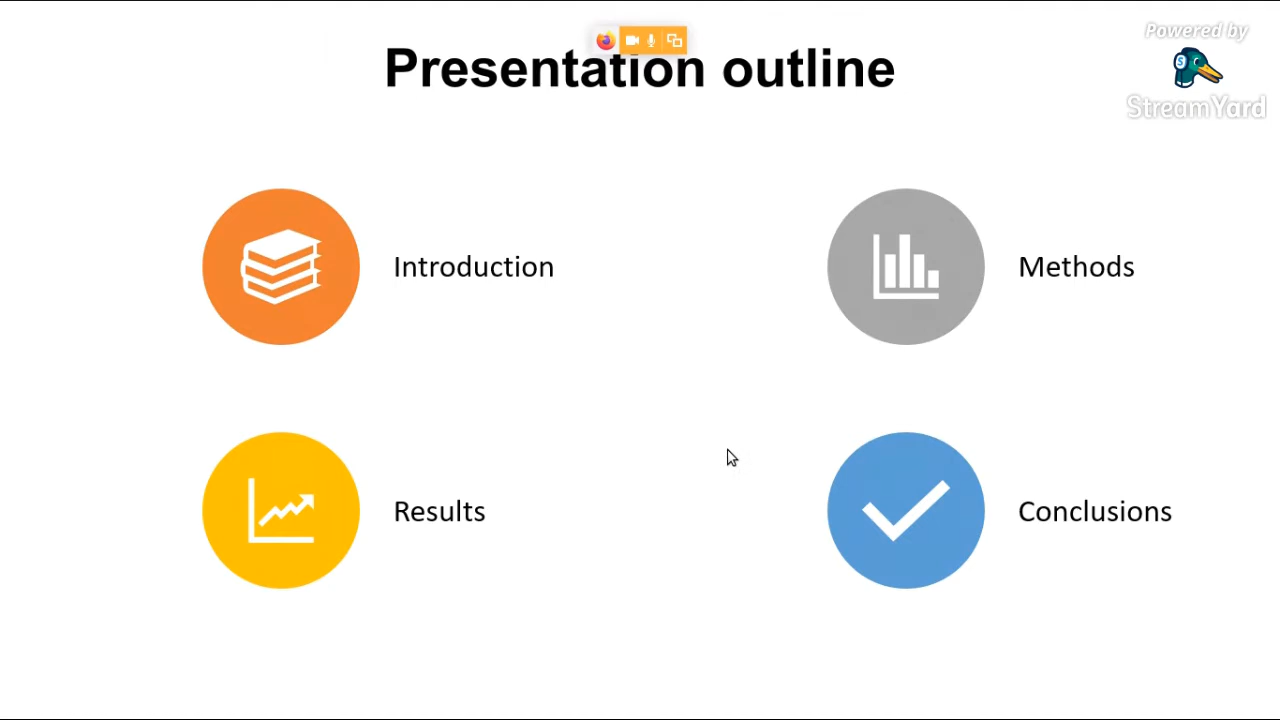 Powered by
Presentation outline
StreamYard
Introduction
Methods
Results
Conclusions